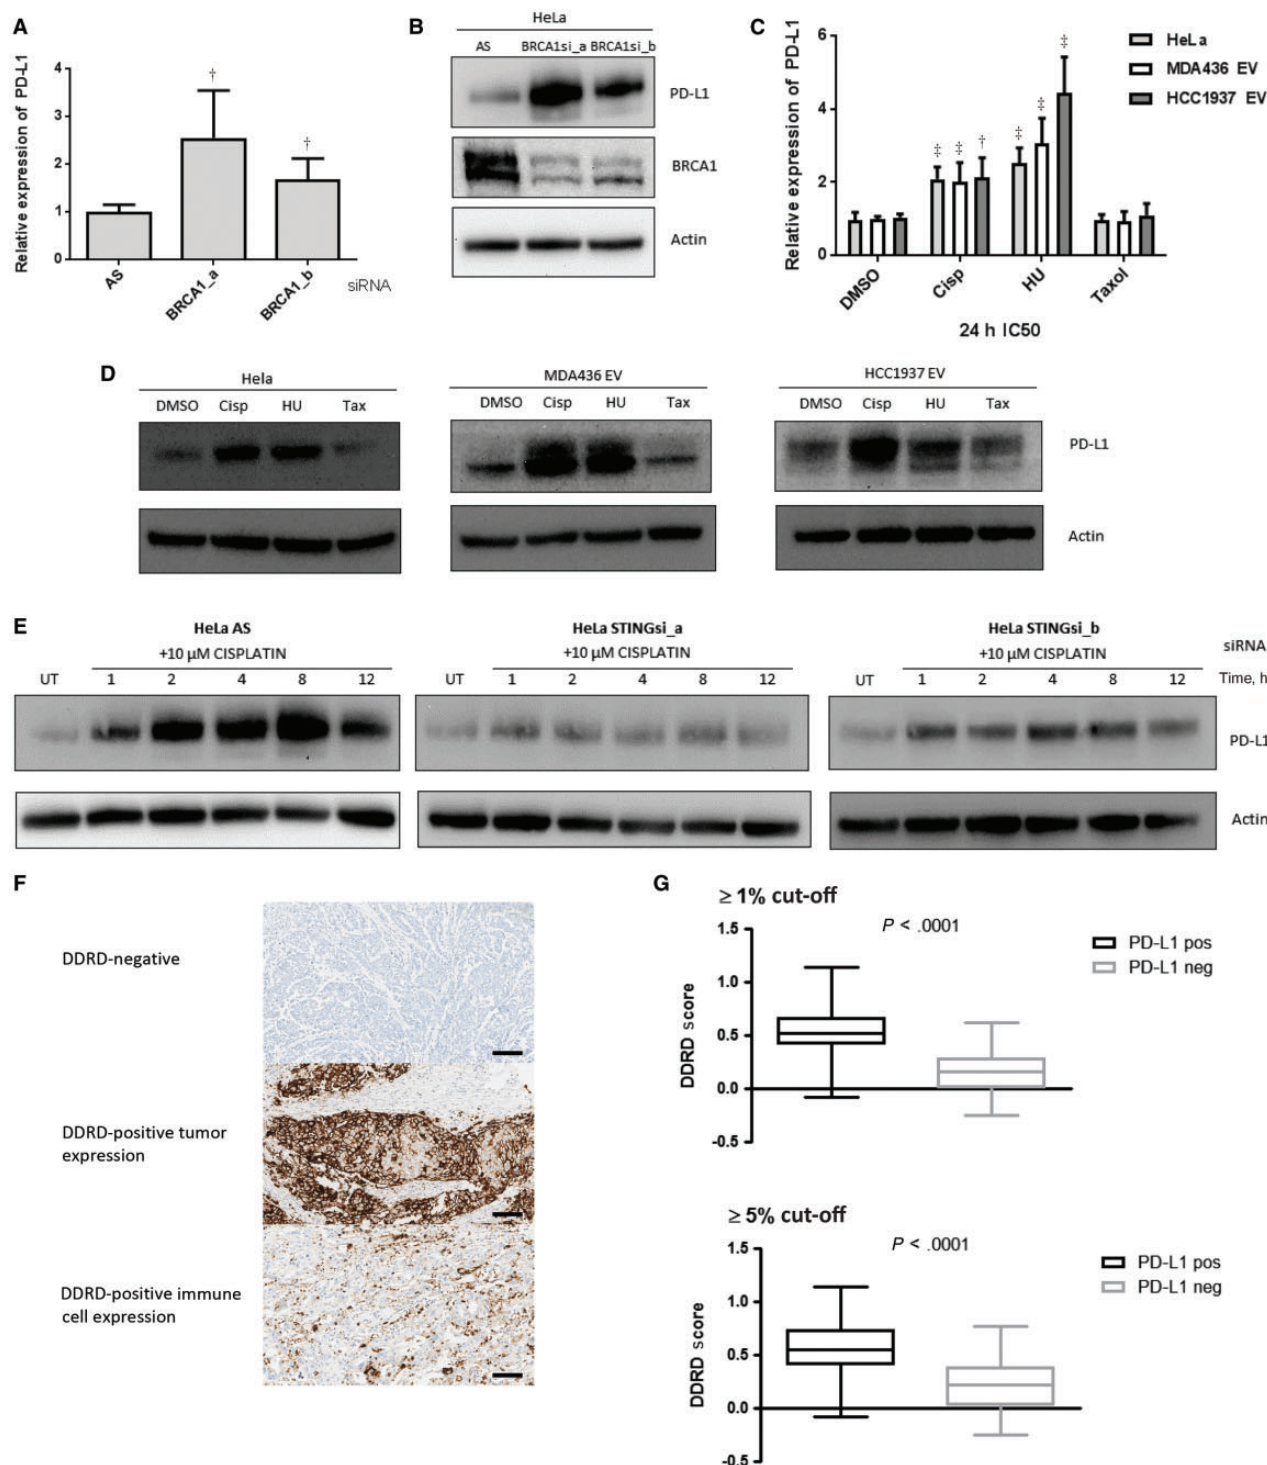 A
Relative expression of PD-L1
4
3
2
1
0
†
†
AS
BRCA1_a
BRCA1_b
siRNA
B
HeLa
AS BRCA1si_a BRCA1si_b
PD-L1
BRCA1
Actin
C
Relative expression of PD-L1
6
4
2
0
‡ ‡ † ‡ ‡ ‡
HeLa
MDA436 EV
HCC1937 EV
DMSO
Cisp
HU
Taxol
24 h IC50
D
Hela
DMSO Cisp HU Tax
MDA436 EV
DMSO Cisp HU Tax
HCC1937 EV
DMSO Cisp HU Tax
PD-L1
Actin
E
HeLa AS
+10 µM CISPLATIN
UT 1 2 4 8 12
HeLa STINGsi_a
+10 µM CISPLATIN
UT 1 2 4 8 12
HeLa STINGsi_b
+10 µM CISPLATIN
UT 1 2 4 8 12
siRNA
Time, h
PD-L1
Actin
F
DDRD-negative
DDRD-positive tumor
expression
DDRD-positive immune
cell expression
G
≥ 1% cut-off
P < .0001
DDRD score
1.5
1.0
0.5
0.0
-0.5
PD-L1 pos
PD-L1 neg
≥ 5% cut-off
P < .0001
DDRD score
1.5
1.0
0.5
0.0
-0.5
PD-L1 pos
PD-L1 neg